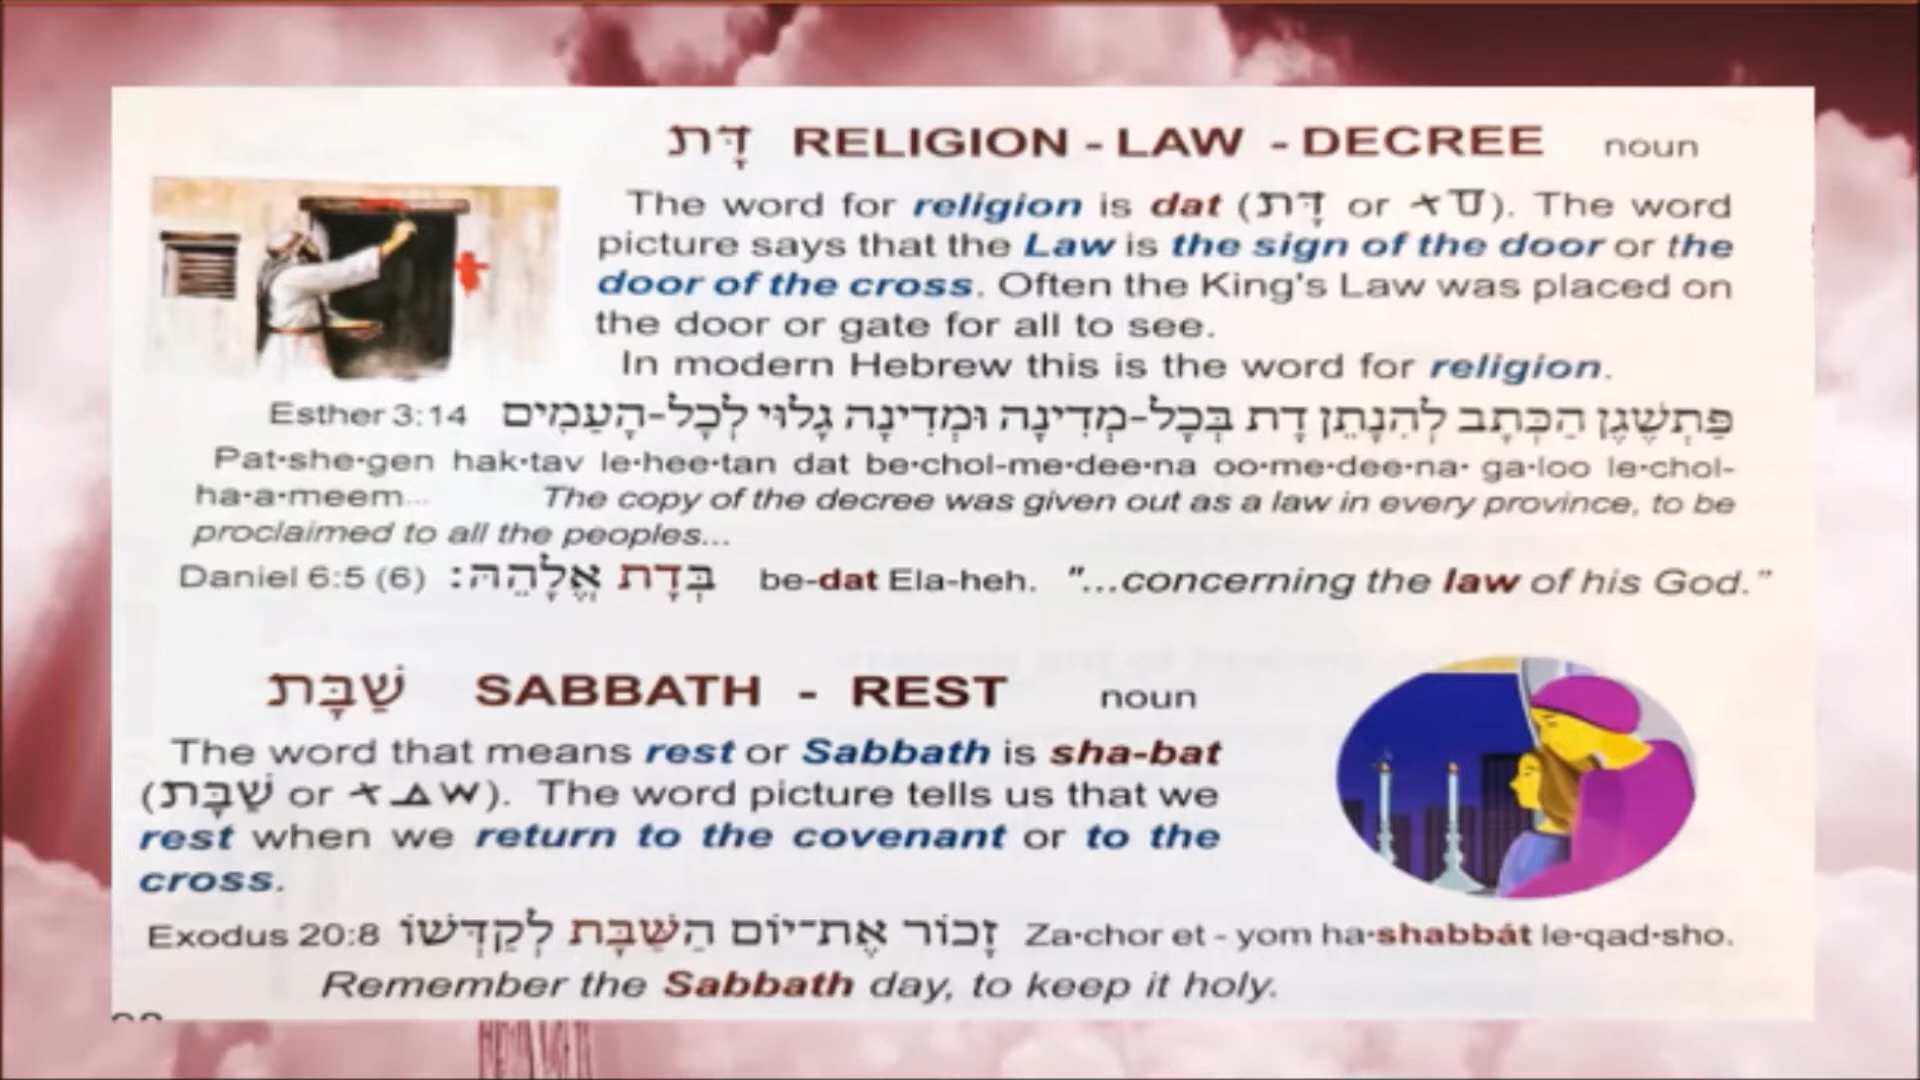 דָּת RELIGION - LAW - DECREE noun
The word for religion is dat (דָּת or 𐤃𐤕). The word
picture says that the Law is the sign of the door or the
door of the cross. Often the King's Law was placed on
the door or gate for all to see.
In modern Hebrew this is the word for religion.
Esther 3:14 פַּתְשֶׁגֶן הַכְּתָב לְהִנָּתֵן דָּת בְּכָל-מְדִינָה וּמְדִינָה גָּלוּי לְכָל-הָעַמִּים
Pat·she·gen hak·tav le·hee·tan dat be·chol-me·dee·na oo·me·dee·na· ga·loo le·chol-
ha·a·meem... The copy of the decree was given out as a law in every province, to be
proclaimed to all the peoples...
Daniel 6:5 (6) בְּדָת אֱלָהֵהּ: be-dat Ela-heh. "...concerning the law of his God."
שַׁבָּת SABBATH - REST noun
The word that means rest or Sabbath is sha-bat
(שַׁבָּת or 𐤔𐤁𐤕). The word picture tells us that we
rest when we return to the covenant or to the
cross.
Exodus 20:8 זָכוֹר אֶת־יוֹם הַשַּׁבָּת לְקַדְּשׁוֹ Za·chor et - yom ha·shabbát le·qad·sho.
Remember the Sabbath day, to keep it holy.